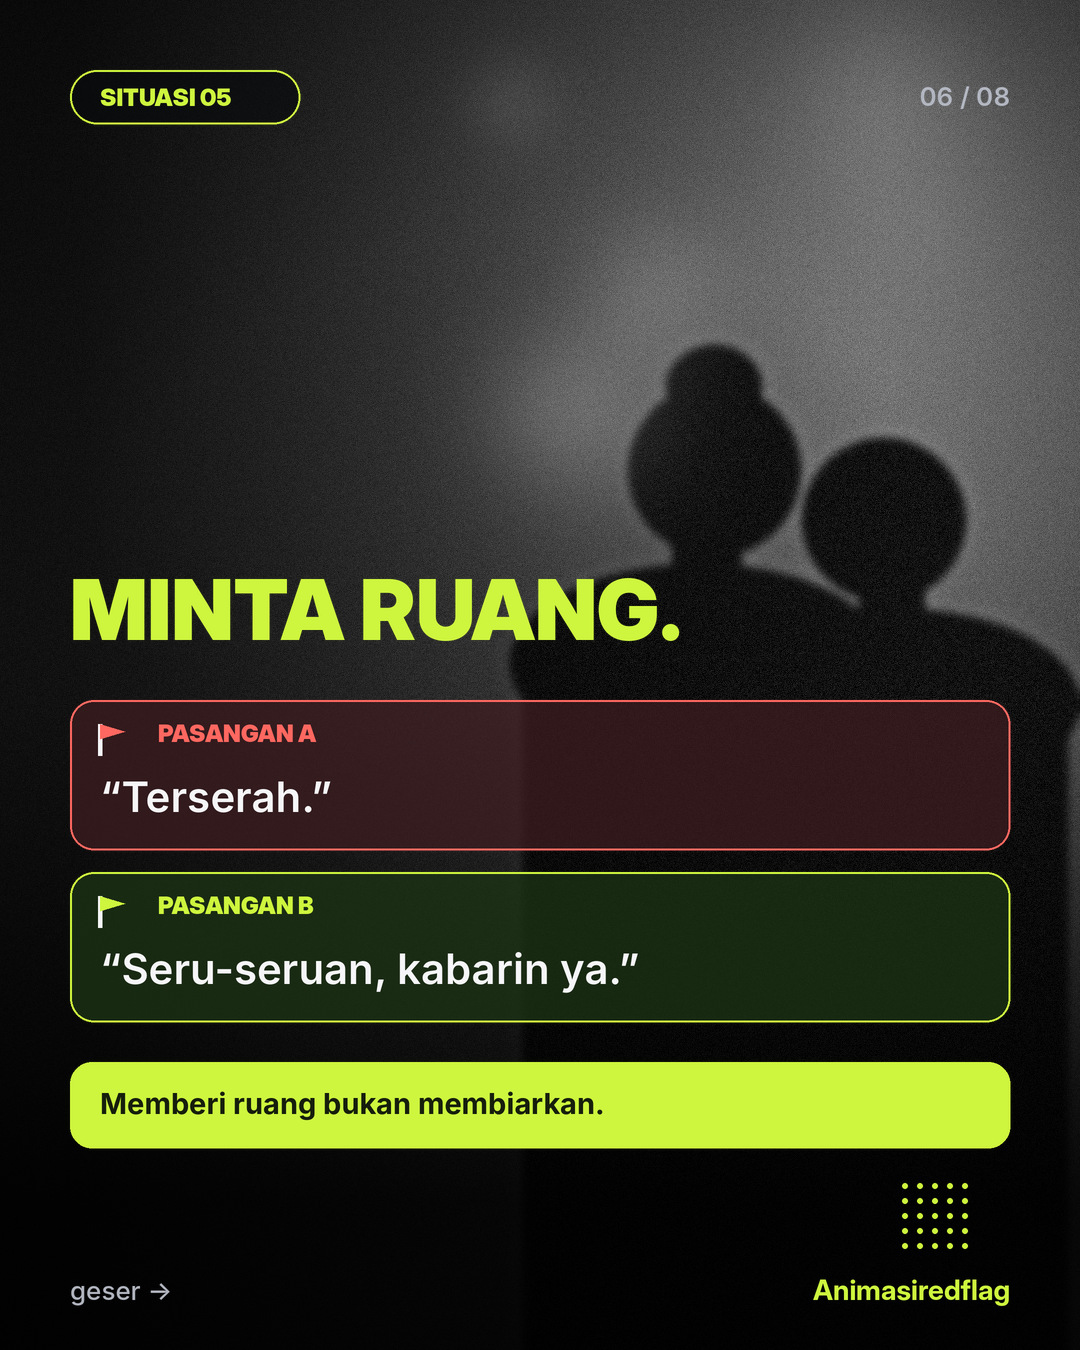 SITUASI 05
06 / 08
MINTA RUANG.
PASANGAN A
“Terserah.”
PASANGAN B
“Seru-seruan, kabarin ya.”
Memberi ruang bukan membiarkan.
geser →
Animasiredflag